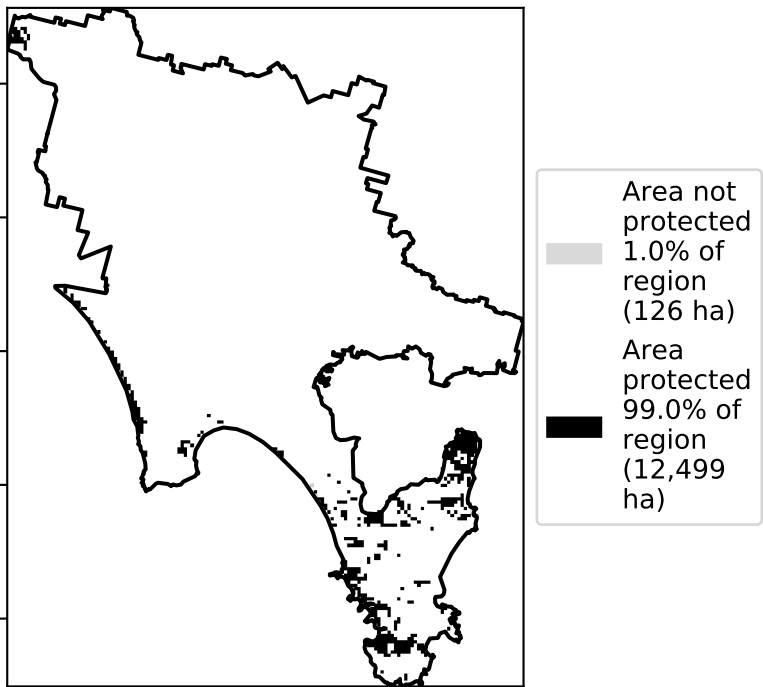 Area not
protected
1.0% of
region
(126 ha)
Area
protected
99.0% of
region
(12,499
ha)